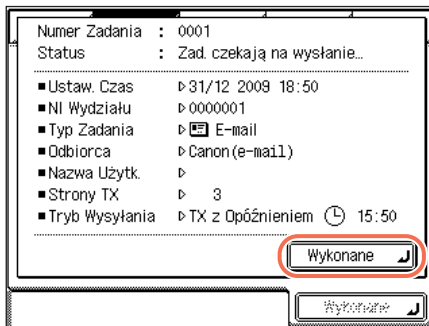 Numer Zadania : 0001
Status : Zad. czekają na wysłanie…
■Ustaw. Czas ▷31/12 2009 18:50
■NI Wydziału ▷0000001
■Typ Zadania ▷ E-mail
■Odbiorca ▷Canon(e-mail)
■Nazwa Użytk. ▷
■Strony TX ▷ 3
■Tryb Wysyłania ▷TX z Opóźnieniem 15:50
Wykonane
Wykonane